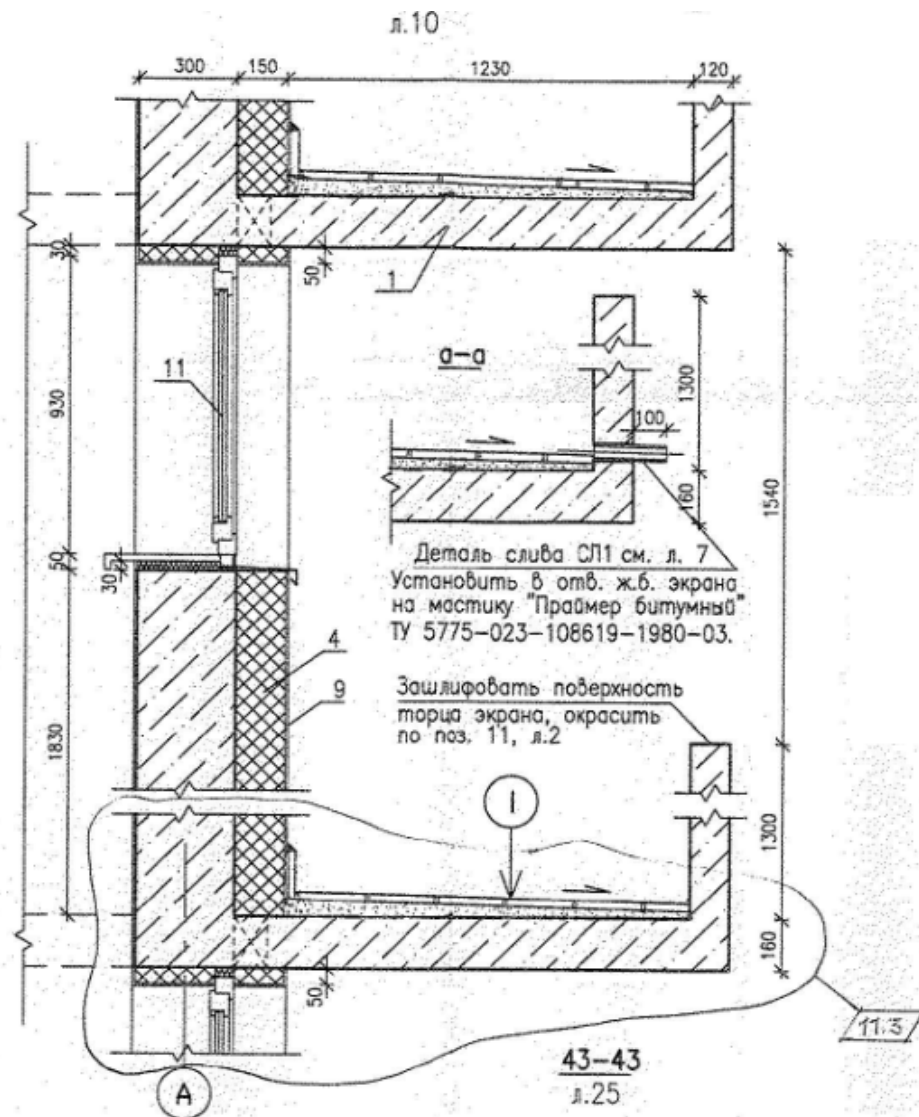 л.10
300 150 1230 120
30
50
1
а-а
11
930
1300
100
160
1540
50
30
Деталь слива СЛ1 см. л. 7
Установить в отв. ж.б. экрана
на мастику "Праймер битумный"
ТУ 5775-023-108619-1980-03.
4
9
Зашлифовать поверхность
торца экрана, окрасить
по поз. 11, л.2
1830
I
1300
160
50
11.3
43-43
л.25
А